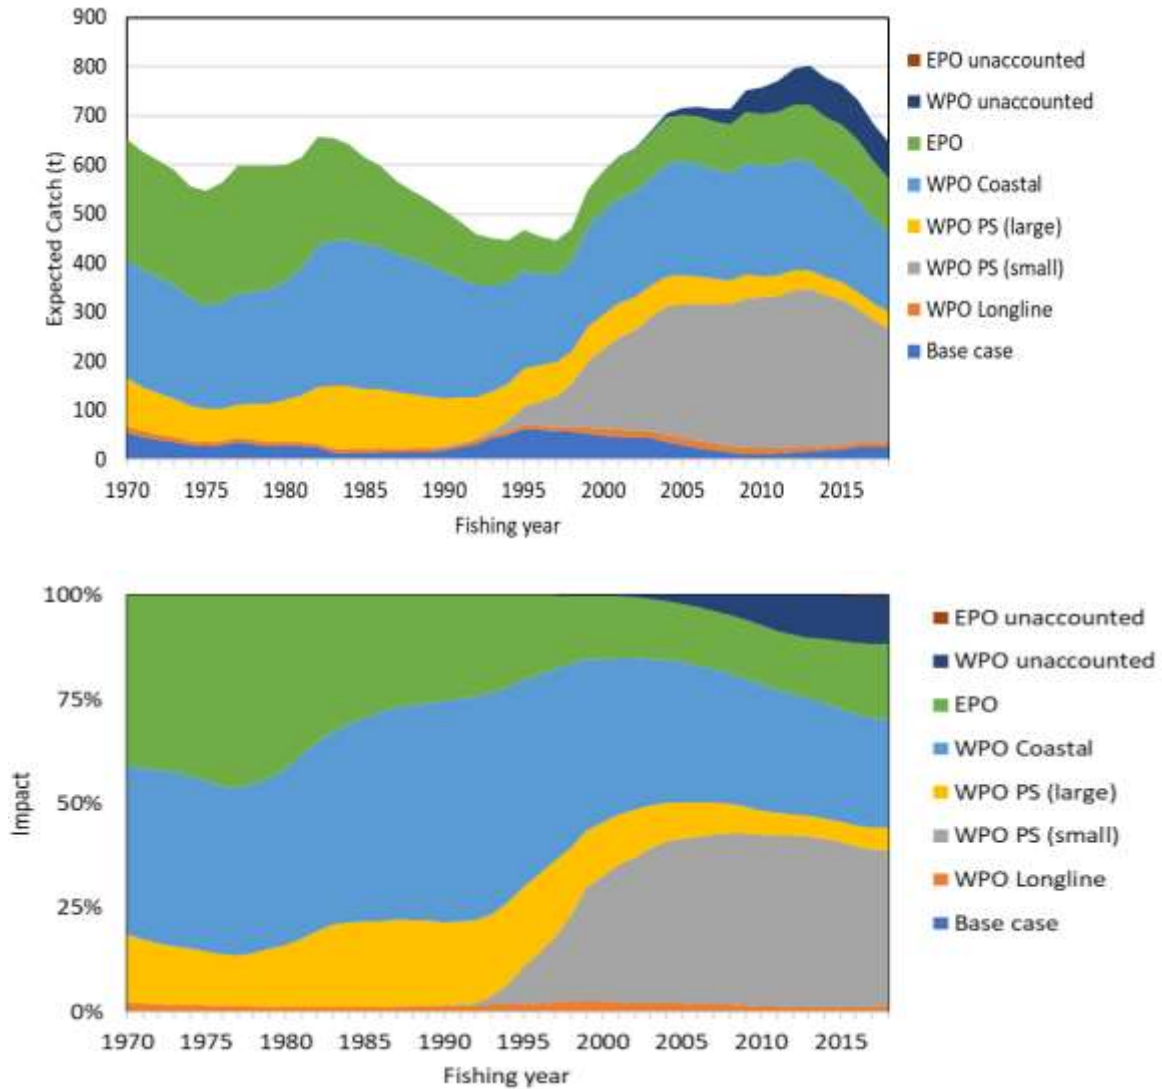 900
800
700
600
500
400
300
200
100
0
Expected Catch (t)
1970 1975 1980 1985 1990 1995 2000 2005 2010 2015
Fishing year
EPO unaccounted
WPO unaccounted
EPO
WPO Coastal
WPO PS (large)
WPO PS (small)
WPO Longline
Base case
100%
75%
50%
25%
0%
Impact
1970 1975 1980 1985 1990 1995 2000 2005 2010 2015
Fishing year
EPO unaccounted
WPO unaccounted
EPO
WPO Coastal
WPO PS (large)
WPO PS (small)
WPO Longline
Base case